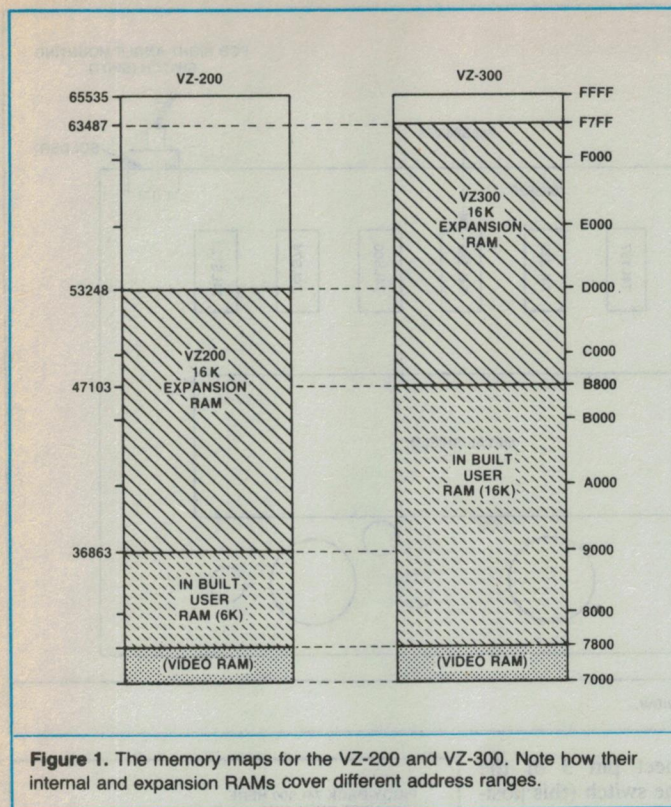 VZ-200
65535
63487
53248
47103
36863
VZ200
16K
EXPANSION
RAM
IN BUILT
USER
RAM (6K)
(VIDEO RAM)
VZ-300
VZ300
16K
EXPANSION
RAM
IN BUILT
USER
RAM (16K)
(VIDEO RAM)
FFFF
F7FF
F000
E000
D000
C000
B800
B000
A000
9000
8000
7800
7000
Figure 1. The memory maps for the VZ-200 and VZ-300. Note how their
internal and expansion RAMs cover different address ranges.